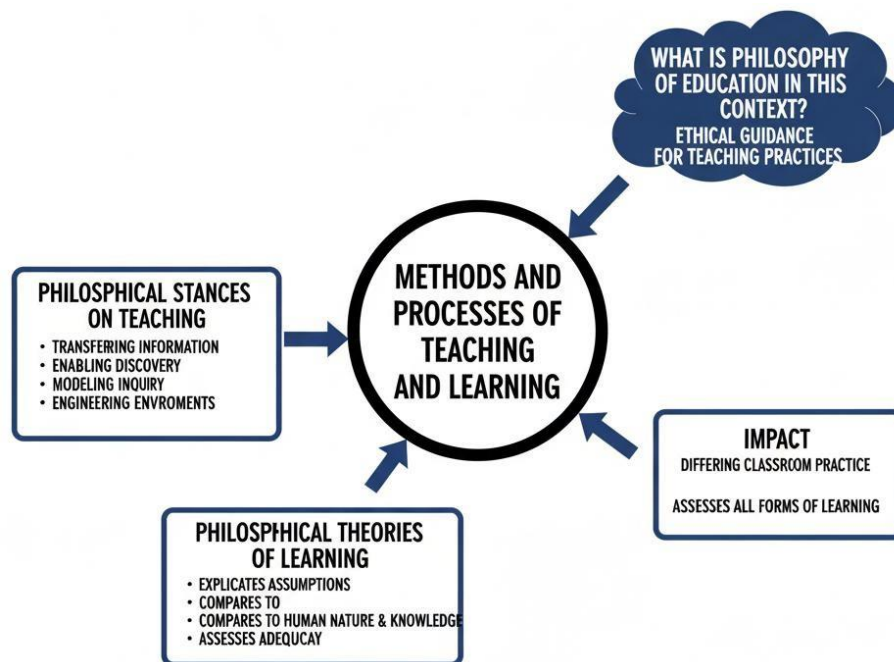 WHAT IS PHILOSOPHY
OF EDUCATION IN THIS
CONTEXT?
ETHICAL GUIDANCE
FOR TEACHING PRACTICES
METHODS AND
PROCESSES OF
TEACHING
AND LEARNING
PHILOSPHICAL STANCES
ON TEACHING
• TRANSFERRING INFORMATION
• ENABLING DISCOVERY
• MODELING INQUIRY
• ENGINEERING ENVROMENTS
IMPACT
DIFFERING CLASSROM PRACTICE
ASSESSES ALL FORMS OF LEARNING
PHILOSPHICAL THEORIES
OF LEARNING
• EXPLICATES ASSUMPTIONS
• COMPARES TO
• COMPARES TO HUMAN NATURE & KNOWLEDGE
• ASSESSES ADEQUCAY